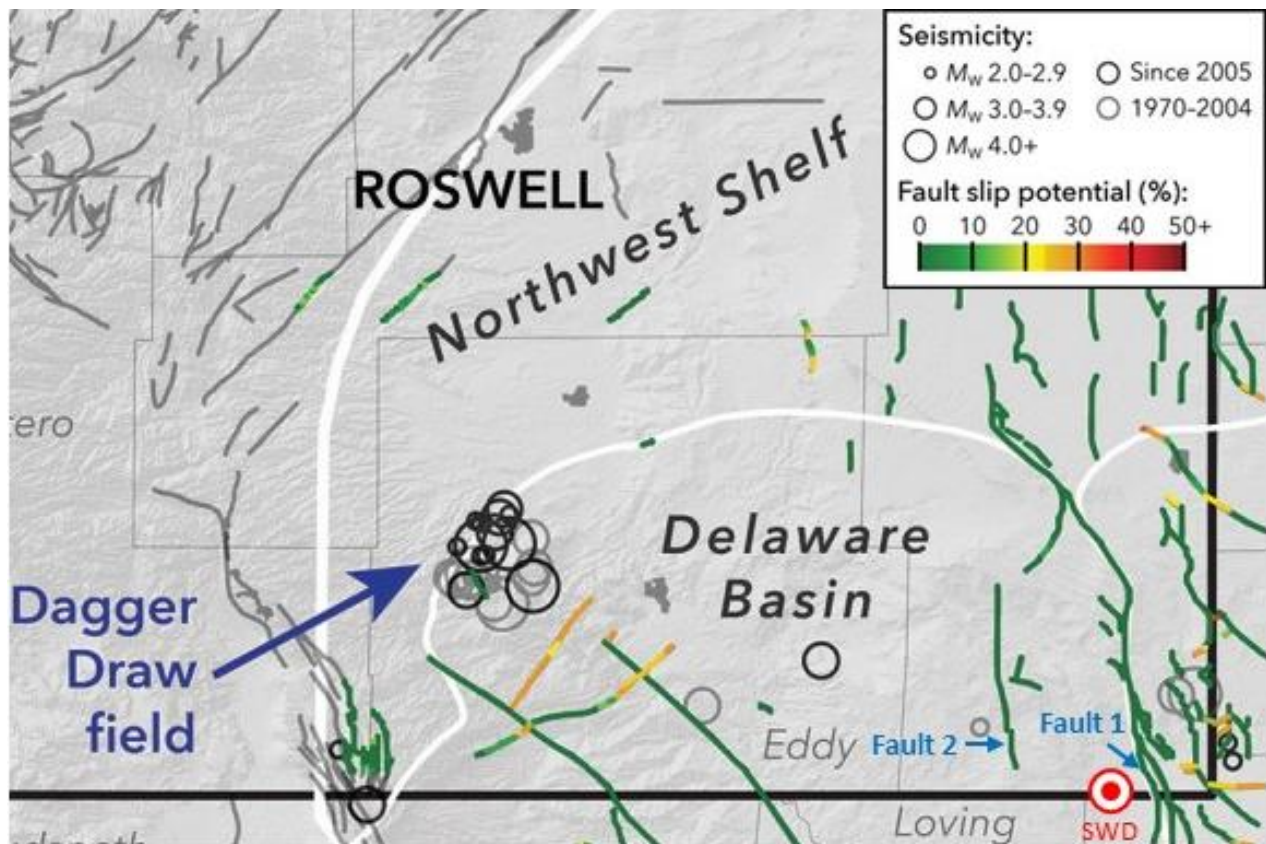 Seismicity:
Mw 2.0-2.9
Since 2005
Mw 3.0-3.9
1970-2004
Mw 4.0+
Fault slip potential (%):
0 10 20 30 40 50+
ROSWELL
Northwest Shelf
ero
Delaware
Basin
Dagger
Draw
field
Eddy
Fault 2
Fault 1
Loving
SWD